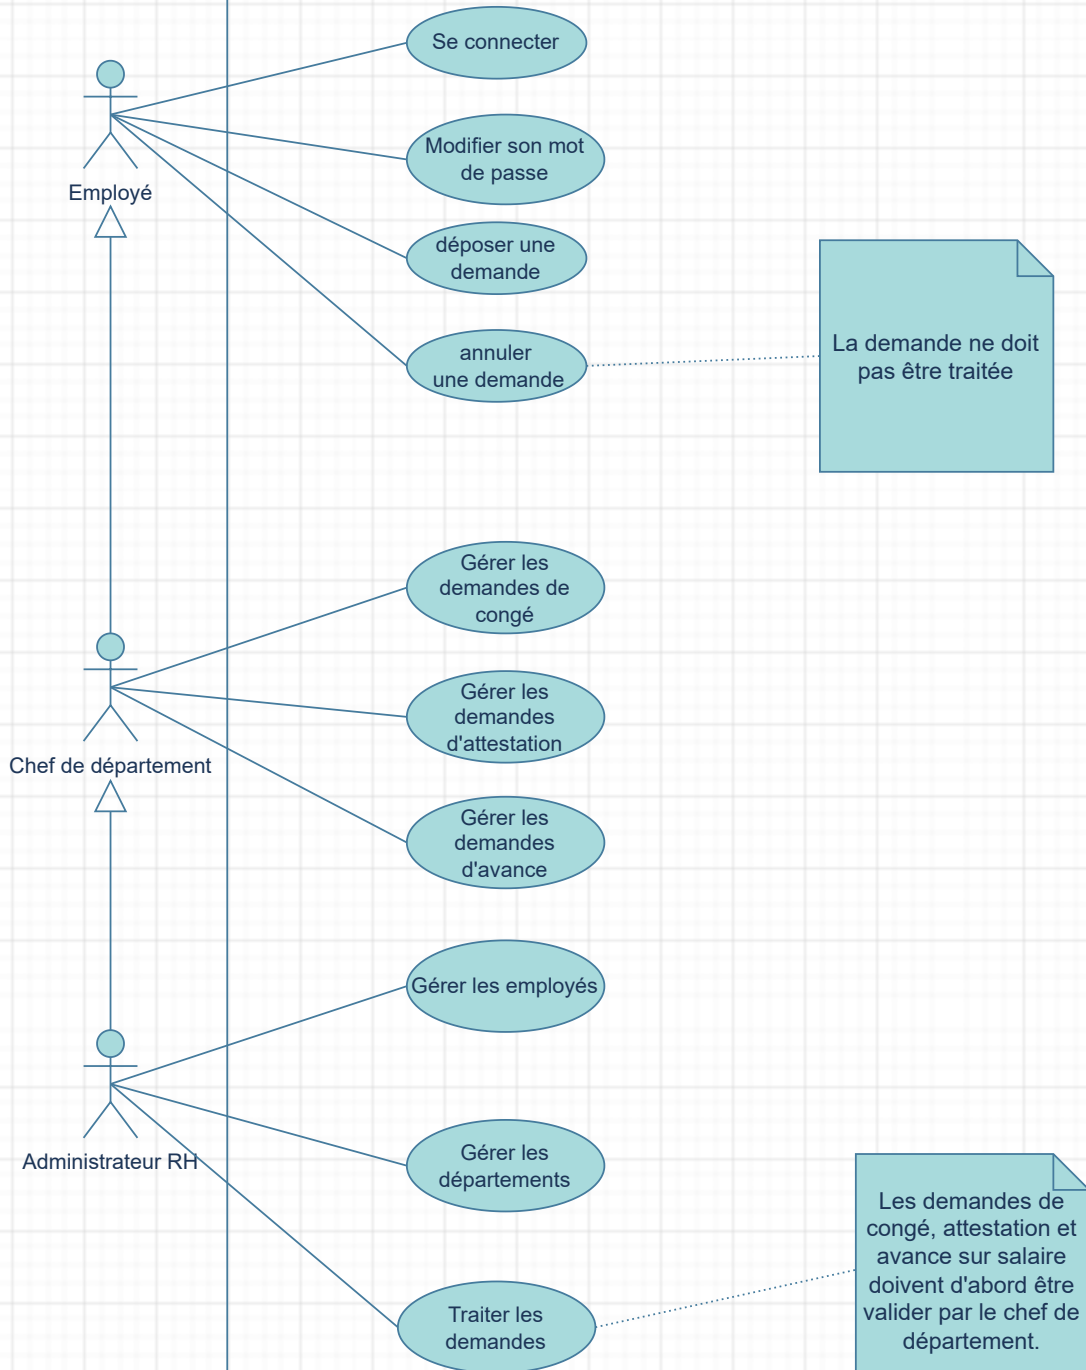 Se connecter
Employé
Modifier son mot
de passe
déposer une
demande
annuler
une demande
La demande ne doit
pas être traitée
Gérer les
demandes de
congé
Chef de département
Gérer les
demandes
d'attestation
Gérer les
demandes
d'avance
Gérer les employés
Administrateur RH
Gérer les
départements
Traiter les
demandes
Les demandes de
congé, attestation et
avance sur salaire
doivent d'abord être
valider par le chef de
département.